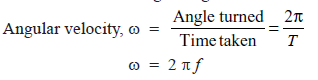 Angular velocity, ω = Angle turned / Time taken = 2π / T
ω = 2 π f